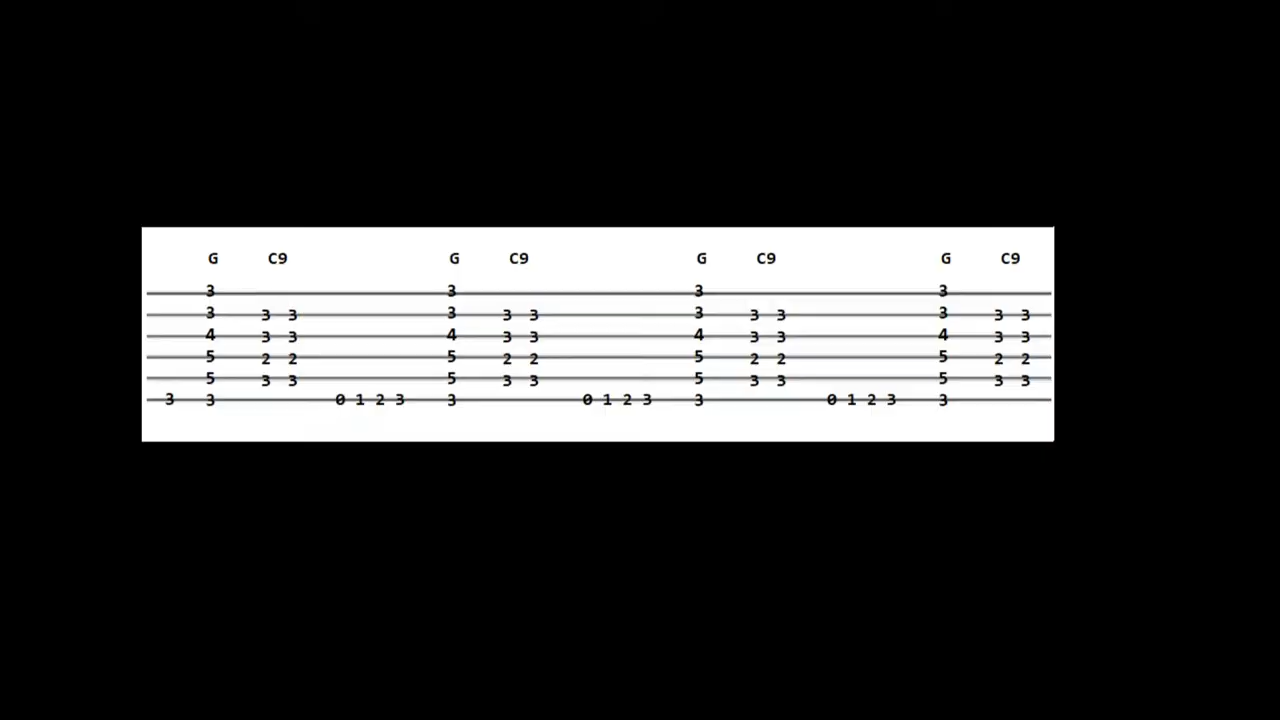 G C9 G C9 G C9 G C9
3 3 3 3
3 3 3 3 3 3 3 3 3 3 3 3
4 3 3 4 3 3 4 3 3 4 3 3
5 2 2 5 2 2 5 2 2 5 2 2
5 3 3 5 3 3 5 3 3 5 3 3
3 3 0 1 2 3 3 0 1 2 3 3 0 1 2 3 3